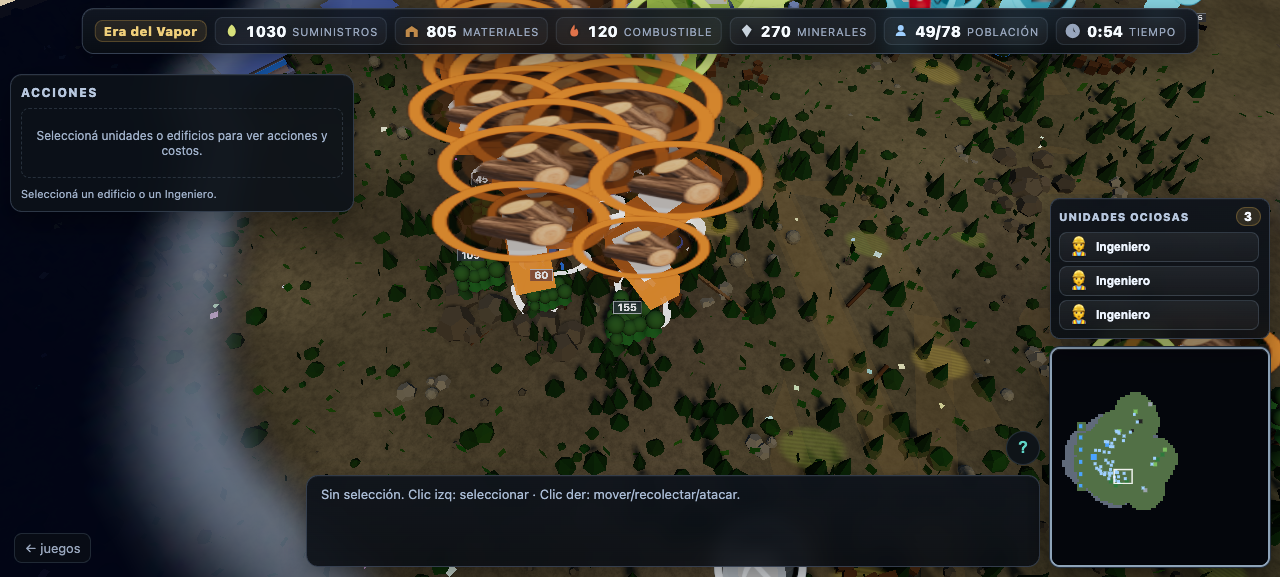 Era del Vapor
1030 SUMINISTROS
805 MATERIALES
120 COMBUSTIBLE
270 MINERALES
49/78 POBLACIÓN
0:54 TIEMPO
ACCIONES
Seleccioná unidades o edificios para ver acciones y
costos.
Seleccioná un edificio o un Ingeniero.
45
60
155
UNIDADES OCIOSAS 3
Ingeniero
Ingeniero
Ingeniero
?
Sin selección. Clic izq: seleccionar · Clic der: mover/recolectar/atacar.
← juegos